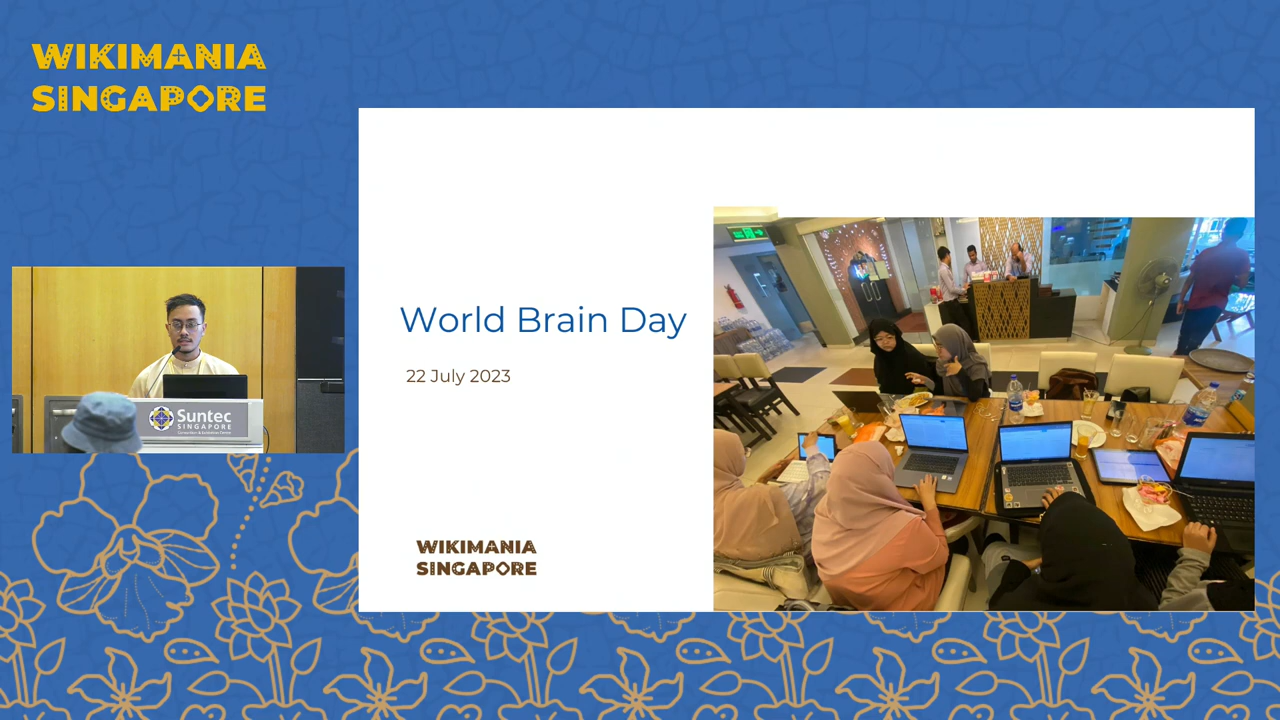 WIKIMANIA
SINGAPORE
World Brain Day
22 July 2023
Suntec
SINGAPORE
WIKIMANIA
SINGAPORE